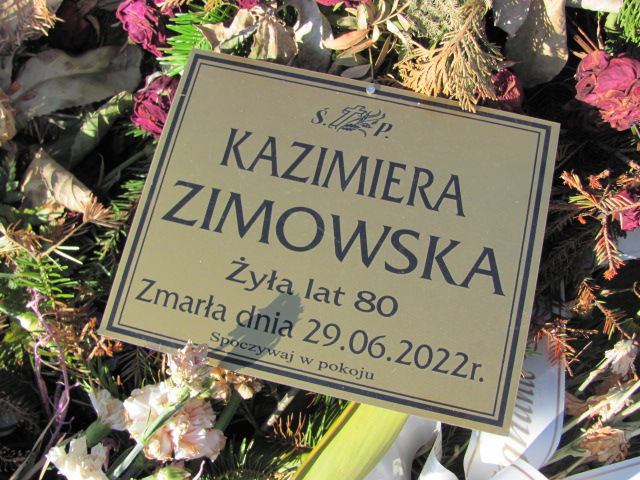 Ś. P.
KAZIMIERA
ZIMOWSKA
Żyła lat 80
Zmarła dnia 29.06.2022r.
Spoczywaj w pokoju